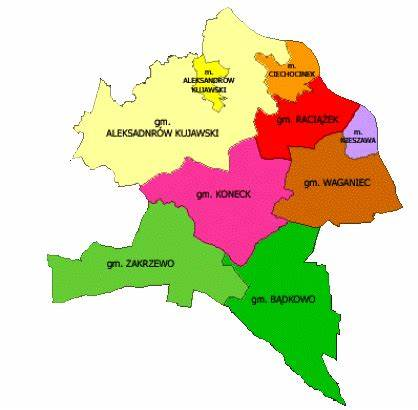 m.
ALEKSANDRÓW
KUJAWSKI
m.
CIECHOCINEK
gm.
ALEKSADNRÓW KUJAWSKI
gm. RACIĄŻEK
m.
NIESZAWA
gm. WAGANIEC
gm. KONECK
gm. ZAKRZEWO
gm. BĄDKOWO